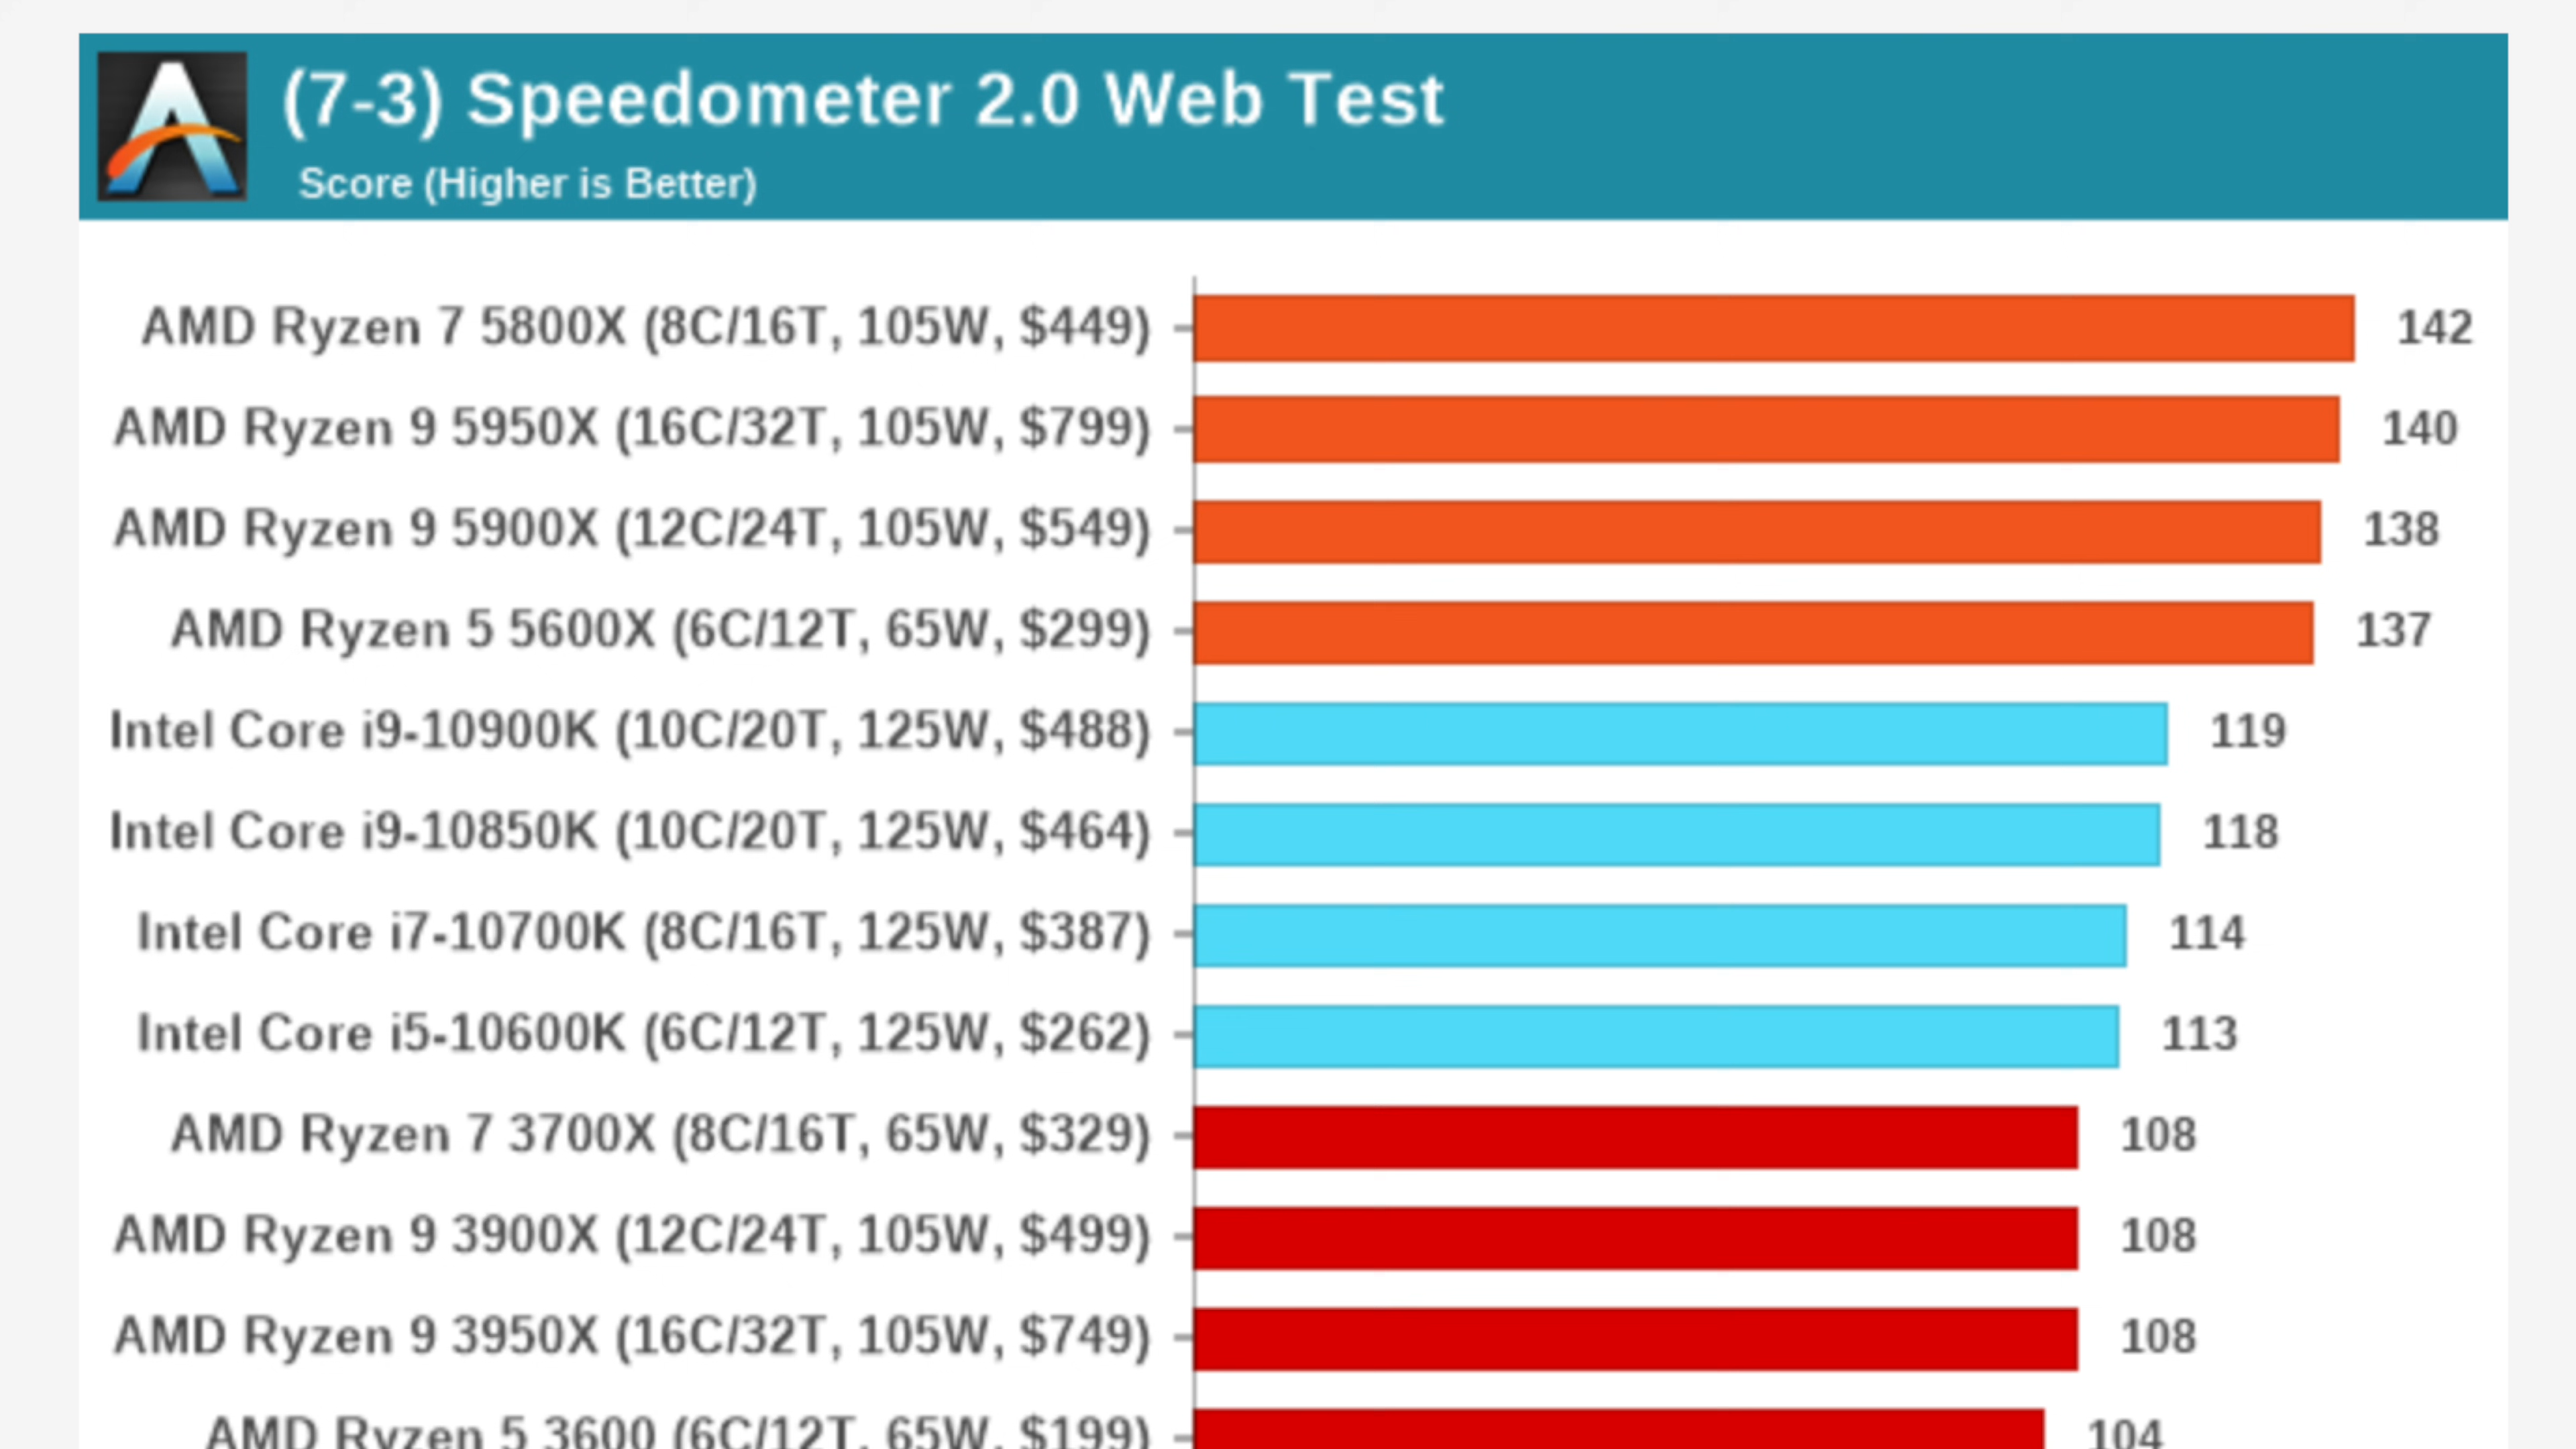 (7-3) Speedometer 2.0 Web Test
Score (Higher is Better)
AMD Ryzen 7 5800X (8C/16T, 105W, $449) 142
AMD Ryzen 9 5950X (16C/32T, 105W, $799) 140
AMD Ryzen 9 5900X (12C/24T, 105W, $549) 138
AMD Ryzen 5 5600X (6C/12T, 65W, $299) 137
Intel Core i9-10900K (10C/20T, 125W, $488) 119
Intel Core i9-10850K (10C/20T, 125W, $464) 118
Intel Core i7-10700K (8C/16T, 125W, $387) 114
Intel Core i5-10600K (6C/12T, 125W, $262) 113
AMD Ryzen 7 3700X (8C/16T, 65W, $329) 108
AMD Ryzen 9 3900X (12C/24T, 105W, $499) 108
AMD Ryzen 9 3950X (16C/32T, 105W, $749) 108
AMD Ryzen 5 3600 (6C/12T, 65W, $199) 104